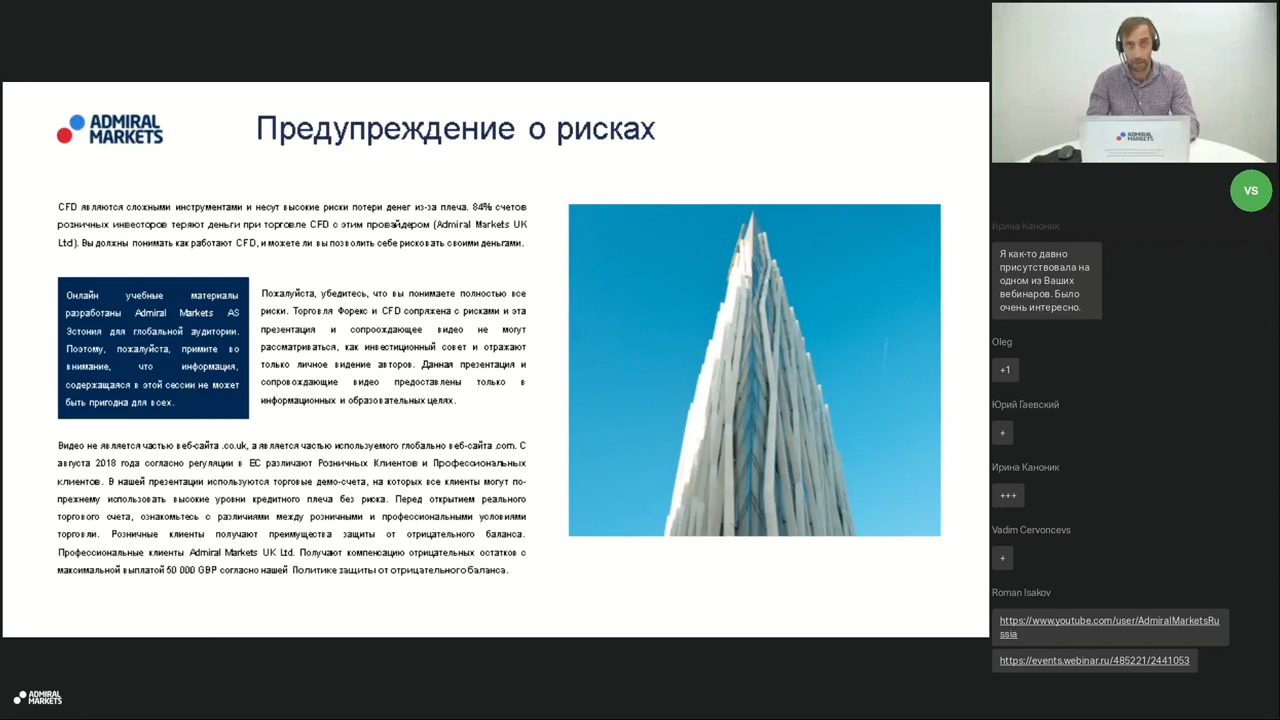 ADMIRAL
MARKETS
Предупреждение о рисках
CFD являются сложными инструментами и несут высокие риски потери денег из-за плеча. 84% счетов
розничных инвесторов теряют деньги при торговле CFD с этим провайдером (Admiral Markets UK
Ltd). Вы должны понимать как работают CFD, и можете ли вы позволить себе рисковать своими деньгами.
Онлайн учебные материалы
разработаны Admiral Markets AS
Эстония для глобальной аудитории.
Поэтому, пожалуйста, примите во
внимание, что информация,
содержащаяся в этой сессии не может
быть пригодна для всех.
Пожалуйста, убедитесь, что вы понимаете полностью все
риски. Торговля Форекс и CFD сопряжена с рисками и эта
презентация и сопроождающее видео не могут
рассматриваться, как инвестиционный совет и отражают
только личное видение авторов. Данная презентация и
сопровождающие видео предоставлены только в
информационных и образовательных целях.
Видео не является частью веб-сайта .co.uk, а является частью используемого глобально веб-сайта .com. С
августа 2018 года согласно регуляции в ЕС различают Розничных Клиентов и Профессиональных
клиентов. В нашей презентации используются торговые демо-счета, на которых все клиенты могут по-
прежнему использовать высокие уровни кредитного плеча без риска. Перед открытием реального
торгового счета, ознакомьтесь с различиями между розничными и профессиональными условиями
торговли. Розничные клиенты получают преимущества защиты от отрицательного баланса.
Профессиональные клиенты Admiral Markets UK Ltd. Получают компенсацию отрицательных остатков с
максимальной выплатой 50 000 GBP согласно нашей Политике защиты от отрицательного баланса.
ADMIRAL
MARKETS
ADMIRAL
MARKETS
VS
Ирина Каноник
Я как-то давно
присутствовала на
одном из Ваших
вебинаров. Было
очень интересно.
Oleg
+1
Юрий Гаевский
+
Ирина Каноник
+++
Vadim Cervoncevs
+
Roman Isakov
https://www.youtube.com/user/AdmiralMarketsRu
ssia
https://events.webinar.ru/485221/2441053